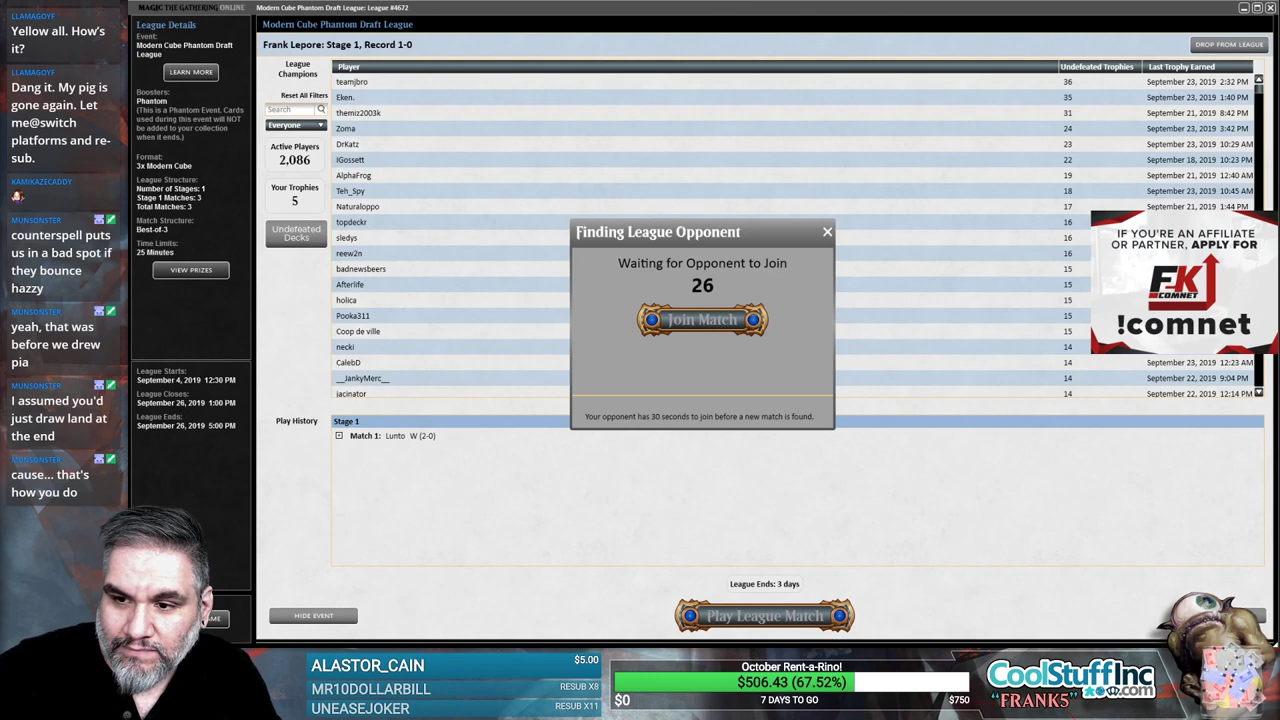 LLAMAGOYF
Yellow all. How's
it?
LLAMAGOYF
Dang it. My pig is
gone again. Let
me@switch
platforms and re-
sub.
KAMIKAZECADDY
MUNSONSTER
counterspell puts
us in a bad spot if
they bounce
hazzy
MUNSONSTER
yeah, that was
before we drew
pia
MUNSONSTER
I assumed you'd
just draw land at
the end
MUNSONSTER
cause... that's
how you do
MAGIC THE GATHERING ONLINE
Modern Cube Phantom Draft League: League #4672
League Details
Event:
Modern Cube Phantom Draft
League
LEARN MORE
Boosters:
Phantom
(This is a Phantom Event. Cards
used during this event will NOT
be added to your collection
when it ends.)
Format:
3x Modern Cube
League Structure:
Number of Stages: 1
Stage 1 Matches: 3
Total Matches: 3
Match Structure:
Best-of-3
Time Limits:
25 Minutes
VIEW PRIZES
League Starts:
September 4, 2019 12:30 PM
League Closes:
September 26, 2019 1:00 PM
League Ends:
September 26, 2019 5:00 PM
Modern Cube Phantom Draft League
Frank Lepore: Stage 1, Record 1-0
DROP FROM LEAGUE
League
Champions
Reset All Filters
Search
Everyone
Active Players
2,086
Your Trophies
5
Undefeated
Decks
Player Undefeated Trophies Last Trophy Earned
teamjbro 36 September 23, 2019 2:32 PM
Eken. 35 September 23, 2019 1:40 PM
themiz2003k 31 September 21, 2019 8:42 PM
Zoma 24 September 23, 2019 3:42 PM
DrKatz 23 September 23, 2019 10:29 AM
IGossett 22 September 18, 2019 10:23 PM
AlphaFrog 19 September 21, 2019 12:40 AM
Teh_Spy 18 September 23, 2019 10:45 AM
Naturaloppo 17 September 21, 2019 1:44 PM
topdeckr 16
sledys 16
reew2n 16
badnewsbeers 15
Afterlife 15
holica 15
Pooka311 15
Coop de ville 15
necki 14
CalebD 14 September 23, 2019 12:23 AM
__JankyMerc__ 14 September 22, 2019 9:04 PM
jacinator 14 September 22, 2019 12:14 PM
Finding League Opponent
Waiting for Opponent to Join
26
Join Match
Your opponent has 30 seconds to join before a new match is found.
IF YOU'RE AN AFFILIATE
OR PARTNER, APPLY FOR
FK
COMNET
!comnet
Play History
Stage 1
Match 1: Lunto W (2-0)
League Ends: 3 days
HIDE EVENT
Play League Match
ALASTOR_CAIN $5.00
MR10DOLLARBILL RESUB X8
UNEASEJOKER RESUB X11
October Rent-a-Rino!
$506.43 (67.52%)
$0 7 DAYS TO GO $750
CoolStuffInc
.com
"FRANK5"